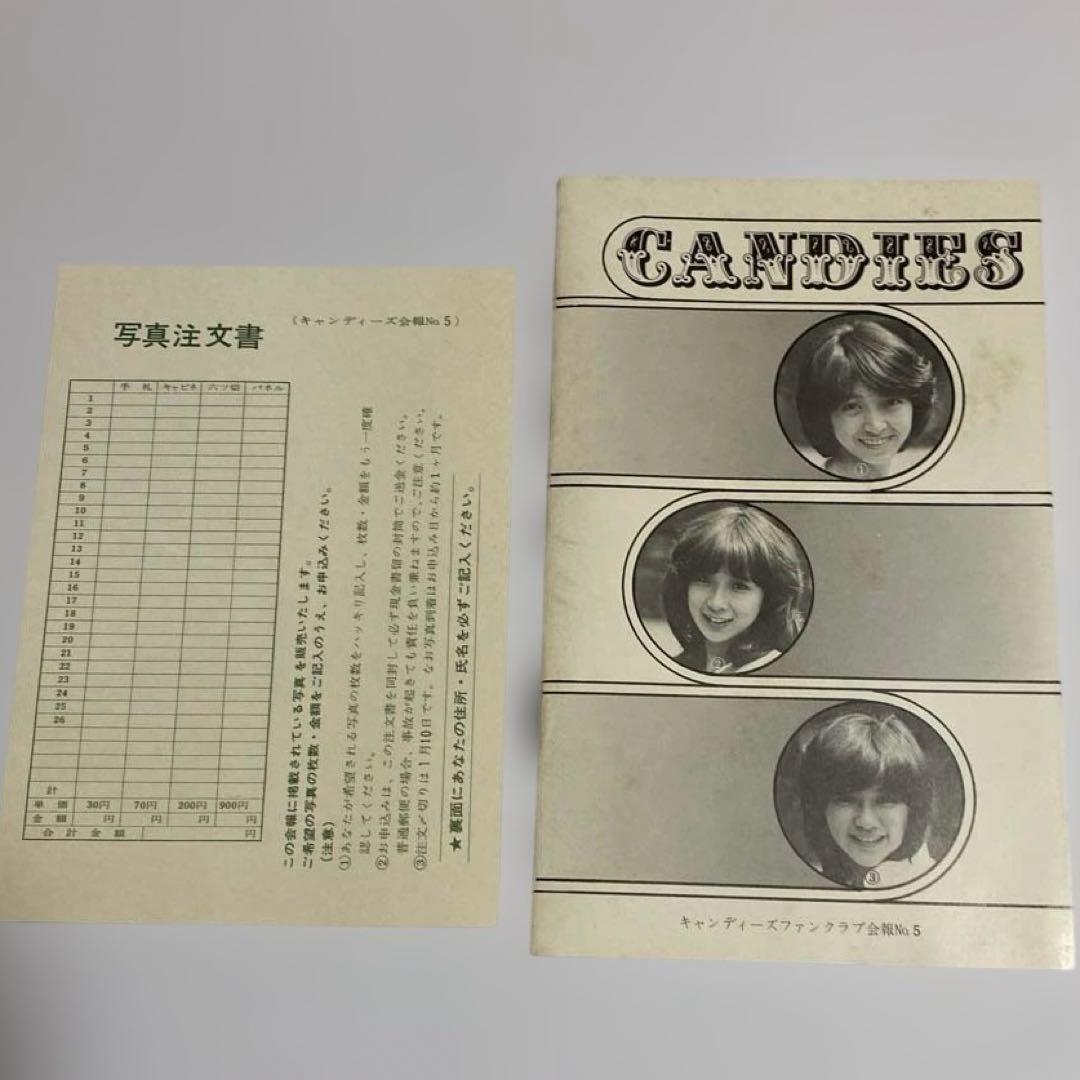 写真注文書
(キャンディーズ会報No.5)
手札 キャビネ 六ツ切 パネル
1
2
3
4
5
6
7
8
9
10
11
12
13
14
15
16
17
18
19
20
21
22
23
24
25
26
計
単価 30円 70円 200円 900円
金額 円 円 円 円
合計金額 円
この会報に掲載されている写真を販売いたします。
ご希望の写真の枚数・金額をご記入のうえ、お申込みください。
(注意)
①あなたが希望される写真の枚数をハッキリ記入し、枚数・金額をもう一度確
認してください。
②お申込みは、この注文書を同封して必ず現金書留の封筒でご送金ください。
普通郵便の場合、事故が起きても責任を負い兼ねますので、ご注意ください。
③注文〆切りは1月10日です。なお写真到着はお申込み日から約1ヶ月です。
★裏面にあなたの住所・氏名を必ずご記入ください。
CANDIES
①
②
③
キャンディーズファンクラブ会報No.5